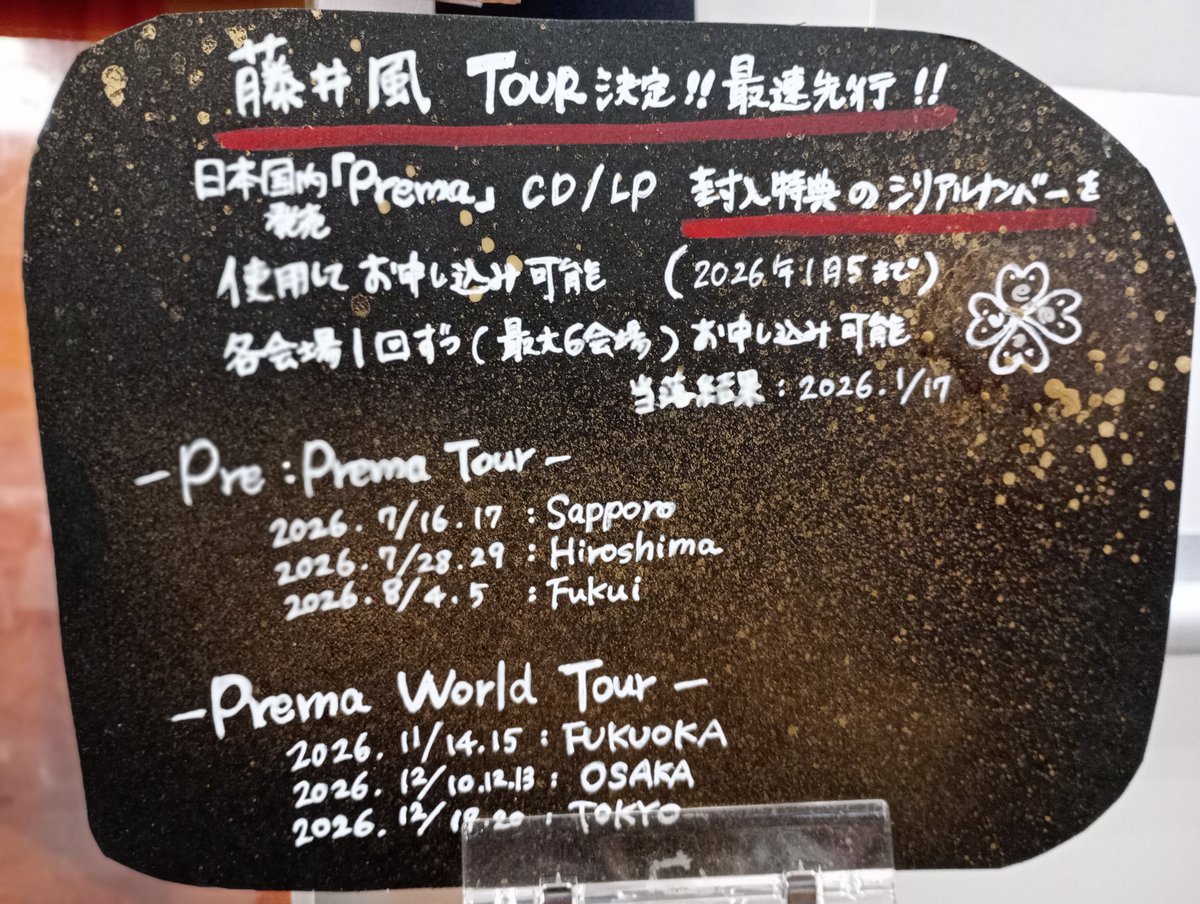 藤井風 TOUR 決定!! 最速先行!!
日本国内「Prema」CD/LP 封入特典のシリアルナンバーを
発売
使用してお申し込み可能 (2026年1月5まで)
各会場1回ずつ(最大6会場)お申し込み可能
当落結果:2026.1/17
-Pre:Prema Tour-
2026.7/16.17 :Sapporo
2026.7/28.29 :Hiroshima
2026.8/4.5 :Fukui
-Prema World Tour-
2026.11/14.15 :FUKUOKA
2026.12/10.12.13 :OSAKA
2026.12/ .20 :TOKYO